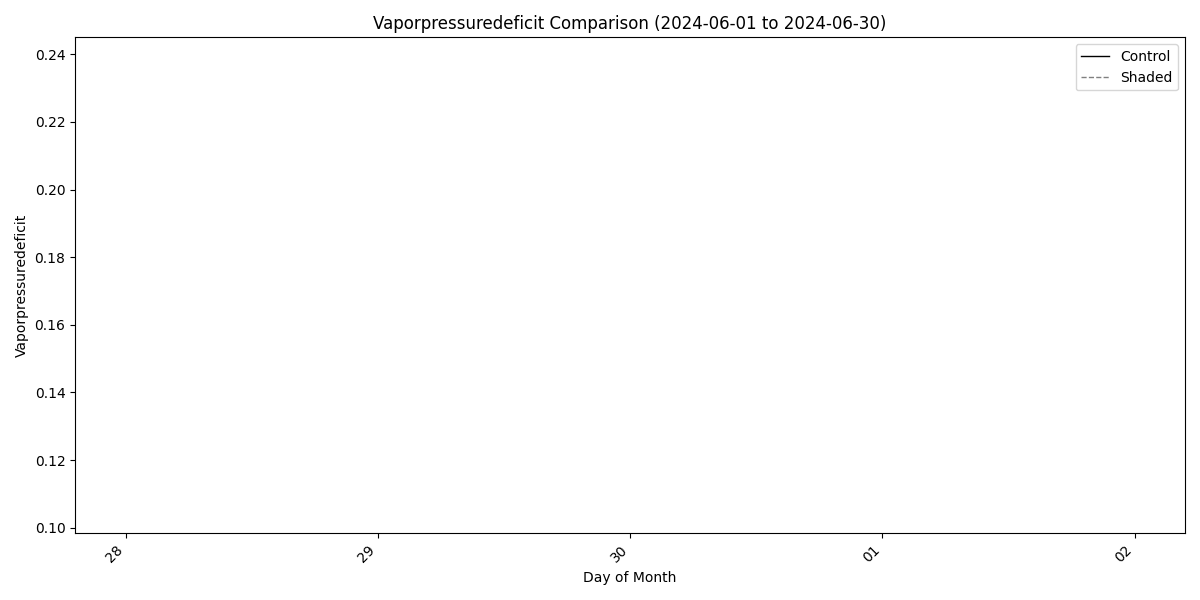 Vaporpressuredeficit Comparison (2024-06-01 to 2024-06-30)
Control
Shaded
0.24
0.22
0.20
0.18
0.16
0.14
0.12
0.10
Vaporpressuredeficit
28
29
30
01
02
Day of Month